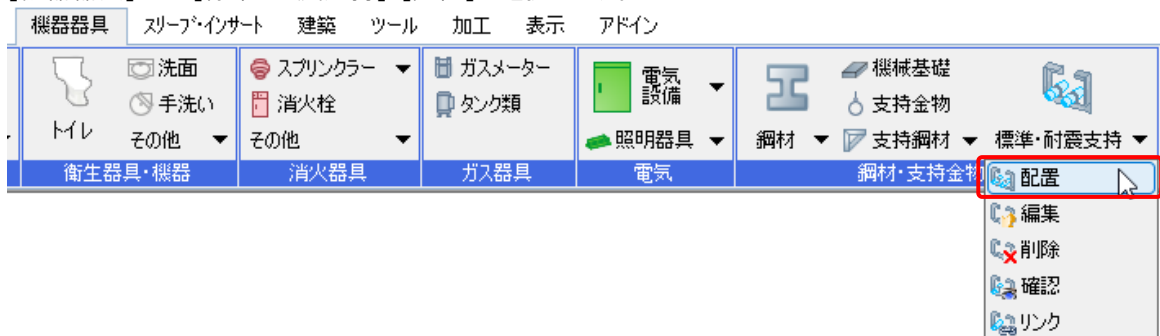 機器器具 スリーブ・インサート 建築 ツール 加工 表示 アドイン
トイレ 洗面 手洗い その他
衛生器具・機器
スプリンクラー 消火栓 その他
消火器具
ガスメーター タンク類
ガス器具
電気設備 照明器具
電気
鋼材 機械基礎 支持金物 支持鋼材 標準・耐震支持
鋼材・支持金物
配置
編集
削除
確認
リンク